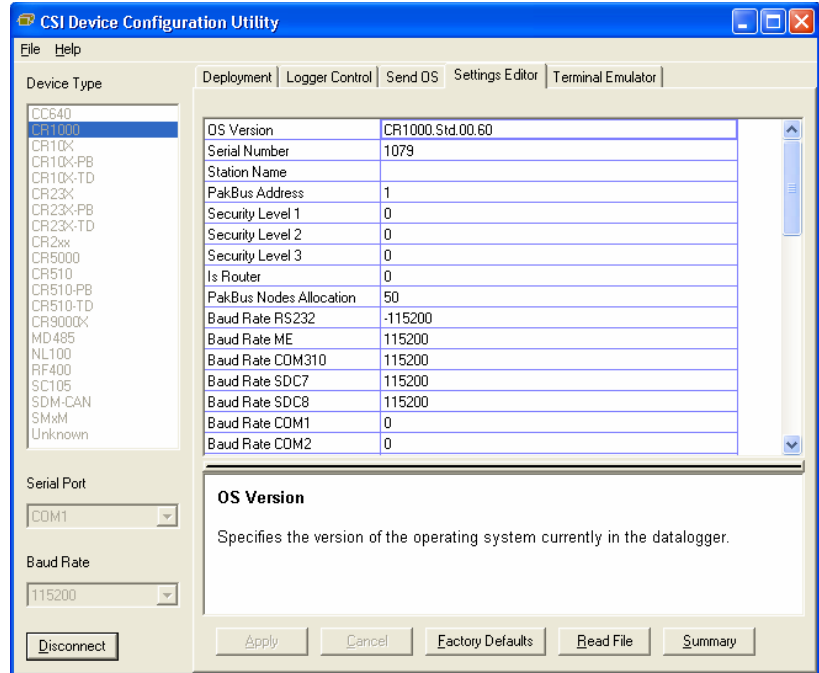 CSI Device Configuration Utility
File Help
Deployment Logger Control Send OS Settings Editor Terminal Emulator
Device Type
CC640
CR1000
CR10X
CR10X-PB
CR10X-TD
CR23X
CR23X-PB
CR23X-TD
CR2xx
CR5000
CR510
CR510-PB
CR510-TD
CR9000X
MD485
NL100
RF400
SC105
SDM-CAN
SMxM
Unknown
Serial Port
COM1
Baud Rate
115200
Disconnect
OS Version CR1000.Std.00.60
Serial Number 1079
Station Name
PakBus Address 1
Security Level 1 0
Security Level 2 0
Security Level 3 0
Is Router 0
PakBus Nodes Allocation 50
Baud Rate RS232 -115200
Baud Rate ME 115200
Baud Rate COM310 115200
Baud Rate SDC7 115200
Baud Rate SDC8 115200
Baud Rate COM1 0
Baud Rate COM2 0
OS Version
Specifies the version of the operating system currently in the datalogger.
Apply Cancel Factory Defaults Read File Summary